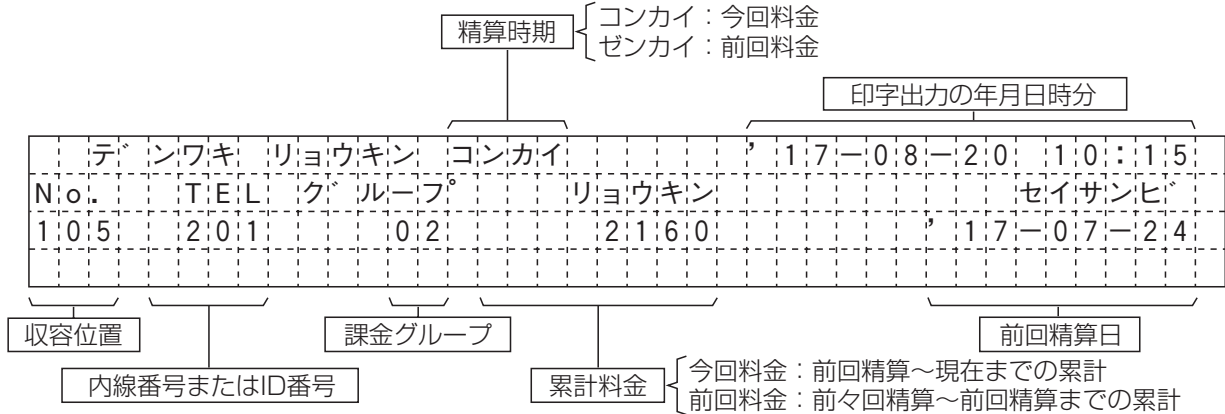 精算時期
コンカイ：今回料金
ゼンカイ：前回料金
印字出力の年月日時分
デンワキ リョウキン コンカイ ’17－08－20 10：15
No. TEL グループ リョウキン セイサンビ
105 201 02 2160 ’17－07－24
収容位置
課金グループ
前回精算日
内線番号またはID番号
累計料金
今回料金：前回精算～現在までの累計
前回料金：前々回精算～前回精算までの累計